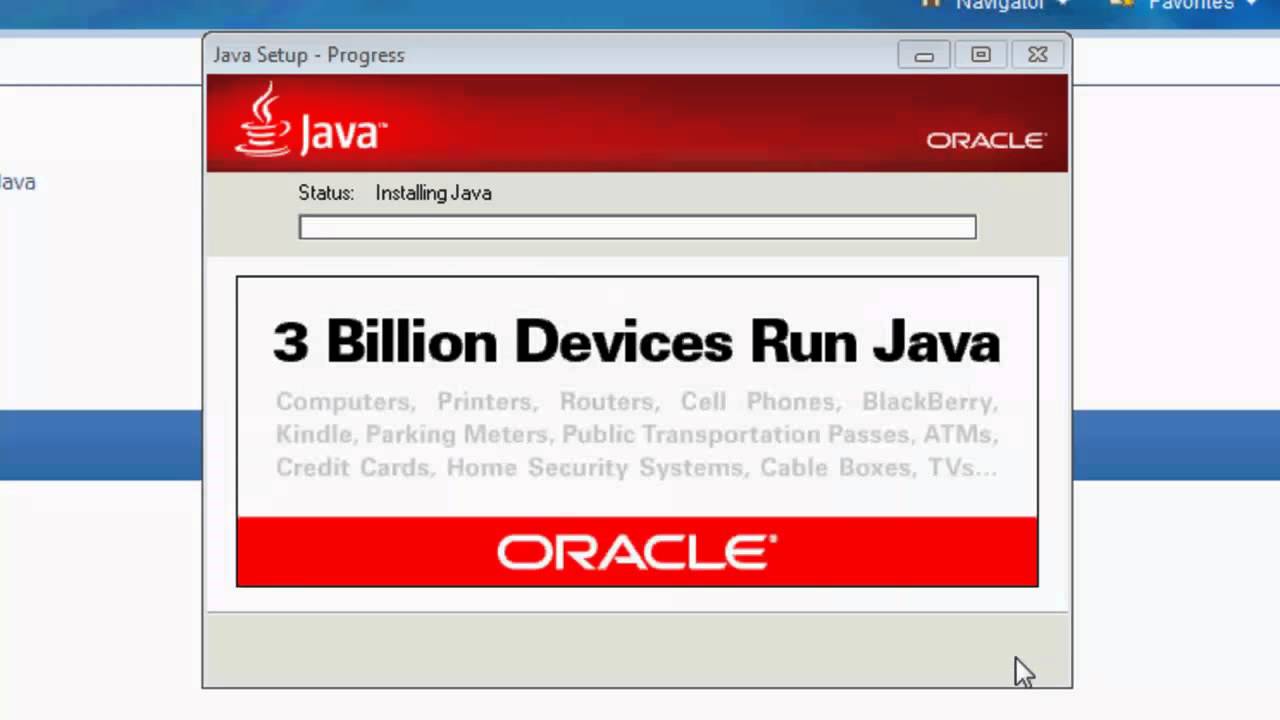 Navigator
Favorites
Java Setup - Progress
Java™
ORACLE
Java
Status: Installing Java
3 Billion Devices Run Java
Computers, Printers, Routers, Cell Phones, BlackBerry,
Kindle, Parking Meters, Public Transportation Passes, ATMs,
Credit Cards, Home Security Systems, Cable Boxes, TVs...
ORACLE